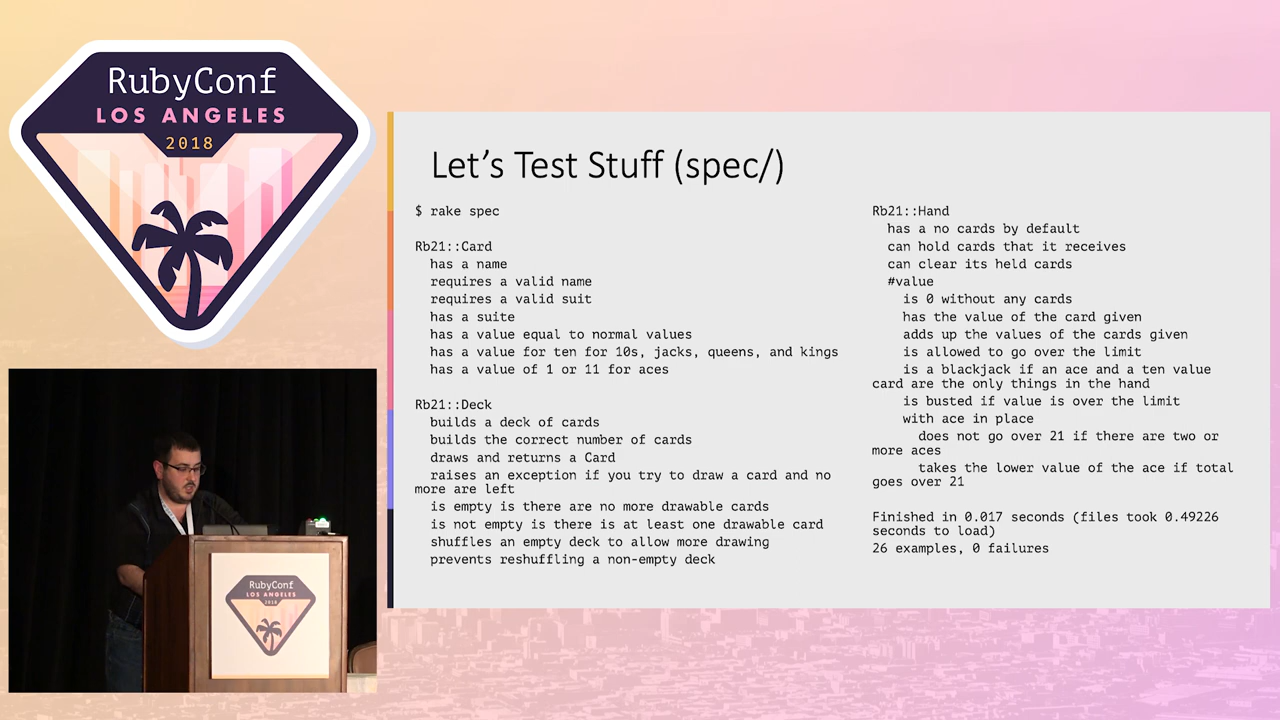 RubyConf
LOS ANGELES
2018
Let's Test Stuff (spec/)
$ rake spec
Rb21::Card
has a name
requires a valid name
requires a valid suit
has a suite
has a value equal to normal values
has a value for ten for 10s, jacks, queens, and kings
has a value of 1 or 11 for aces
Rb21::Deck
builds a deck of cards
builds the correct number of cards
draws and returns a Card
raises an exception if you try to draw a card and no
more are left
is empty is there are no more drawable cards
is not empty is there is at least one drawable card
shuffles an empty deck to allow more drawing
prevents reshuffling a non-empty deck
Rb21::Hand
has a no cards by default
can hold cards that it receives
can clear its held cards
#value
is 0 without any cards
has the value of the card given
adds up the values of the cards given
is allowed to go over the limit
is a blackjack if an ace and a ten value
card are the only things in the hand
is busted if value is over the limit
with ace in place
does not go over 21 if there are two or
more aces
takes the lower value of the ace if total
goes over 21
Finished in 0.017 seconds (files took 0.49226
seconds to load)
26 examples, 0 failures
RubyConf
LOS ANGELES
2018